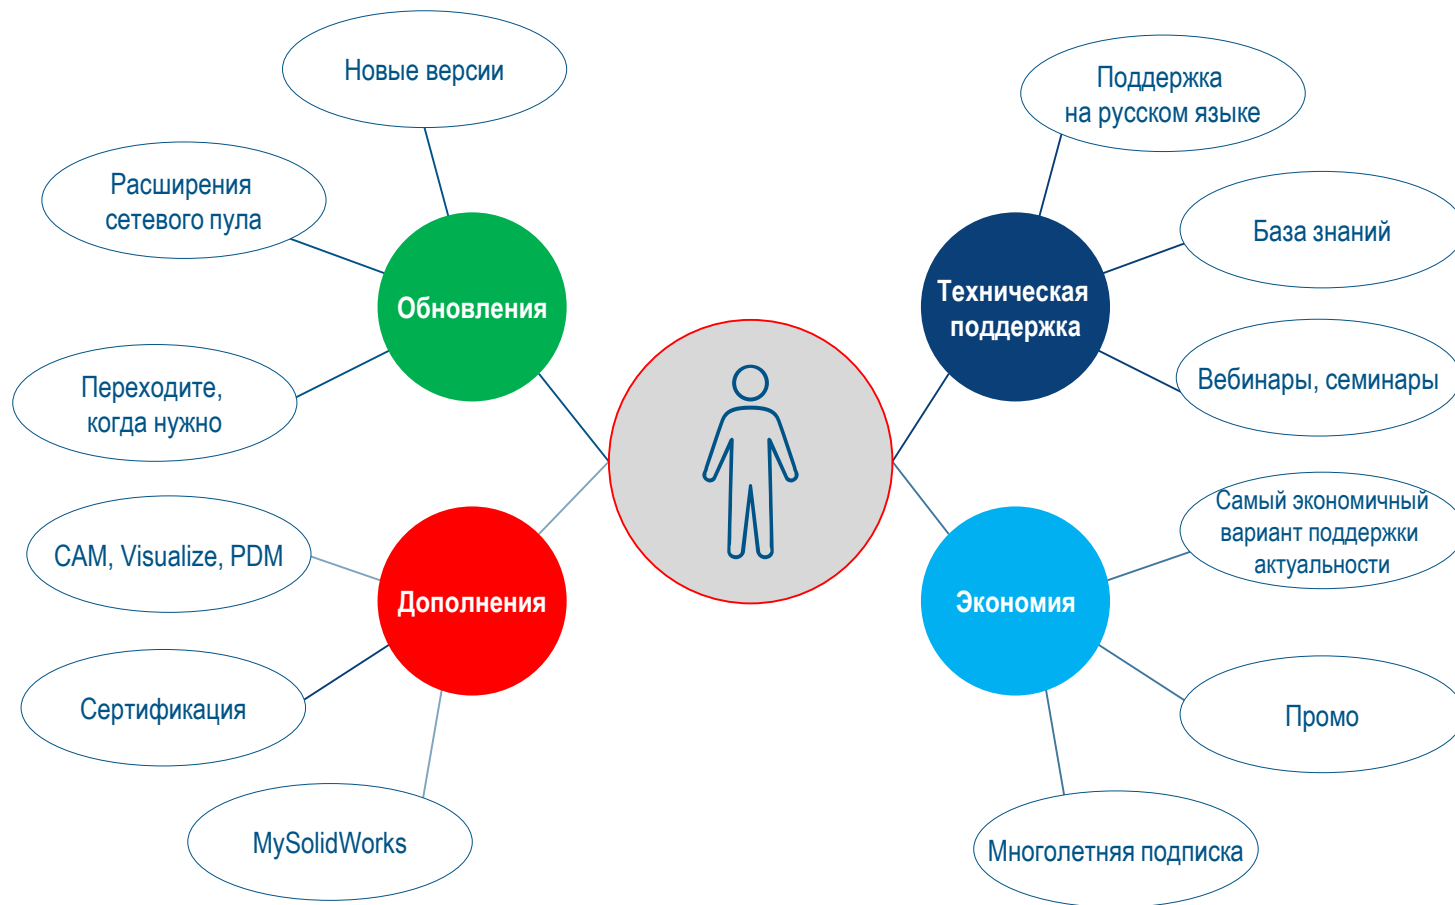 Новые версии
Расширения
сетевого пула
Обновления
Переходите,
когда нужно
CAM, Visualize, PDM
Дополнения
Сертификация
MySolidWorks
Поддержка
на русском языке
База знаний
Техническая
поддержка
Вебинары, семинары
Самый экономичный
вариант поддержки
актуальности
Экономия
Промо
Многолетняя подписка